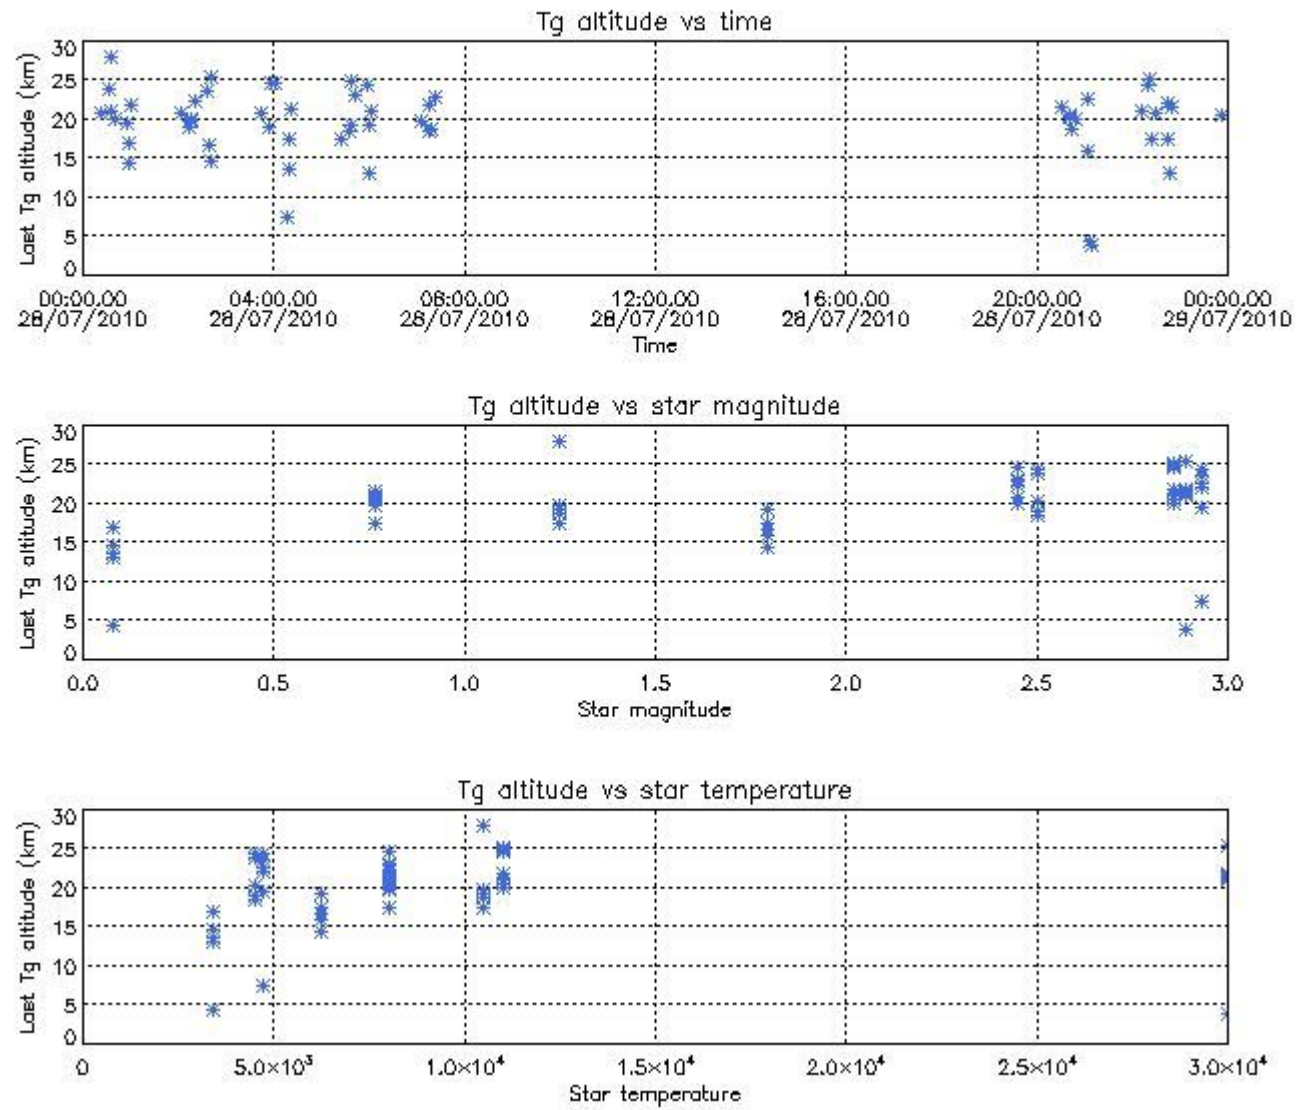 Tg altitude vs time
Last Tg altitude (km)
30
25
20
15
10
5
0
00:00.00 04:00.00 08:00.00 12:00.00 16:00.00 20:00.00 00:00.00
28/07/2010 28/07/2010 28/07/2010 28/07/2010 28/07/2010 28/07/2010 29/07/2010
Time
Tg altitude vs star magnitude
Last Tg altitude (km)
30
25
20
15
10
5
0
0.0 0.5 1.0 1.5 2.0 2.5 3.0
Star magnitude
Tg altitude vs star temperature
Last Tg altitude (km)
30
25
20
15
10
5
0
0 5.0×10³ 1.0×10⁴ 1.5×10⁴ 2.0×10⁴ 2.5×10⁴ 3.0×10⁴
Star temperature